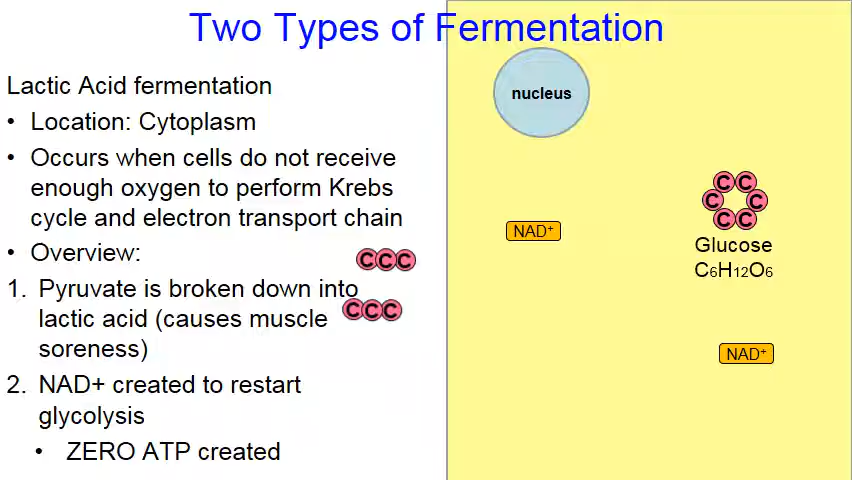 Two Types of Fermentation
Lactic Acid fermentation
• Location: Cytoplasm
• Occurs when cells do not receive
enough oxygen to perform Krebs
cycle and electron transport chain
• Overview:
CCC
1. Pyruvate is broken down into
lactic acid (causes muscle
CCC
soreness)
2. NAD+ created to restart
glycolysis
• ZERO ATP created
nucleus
NAD⁺
C C
C C
C C
Glucose
C₆H₁₂O₆
NAD⁺